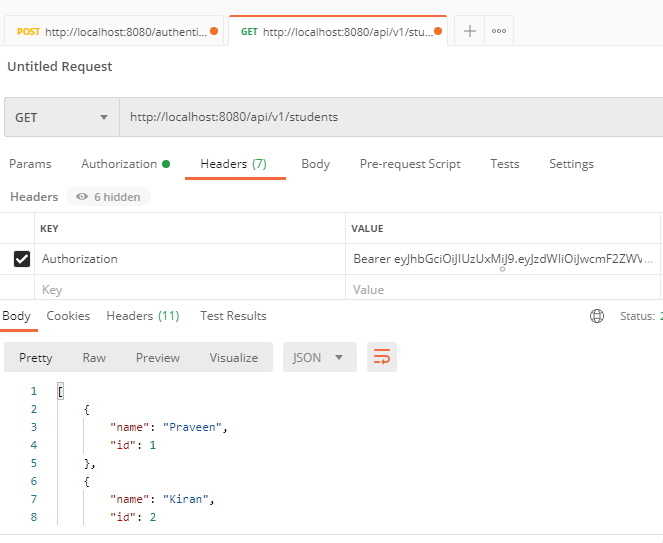 POST http://localhost:8080/authenti...
GET http://localhost:8080/api/v1/stu...
Untitled Request
GET http://localhost:8080/api/v1/students
Params Authorization Headers (7) Body Pre-request Script Tests Settings
Headers 6 hidden
KEY VALUE
Authorization Bearer eyJhbGciOiJIUzUxMiJ9.eyJzdWIiOiJwcmF2ZWV...
Key Value
Body Cookies Headers (11) Test Results Status: 2
Pretty Raw Preview Visualize JSON
1 [
2 {
3 "name": "Praveen",
4 "id": 1
5 },
6 {
7 "name": "Kiran",
8 "id": 2